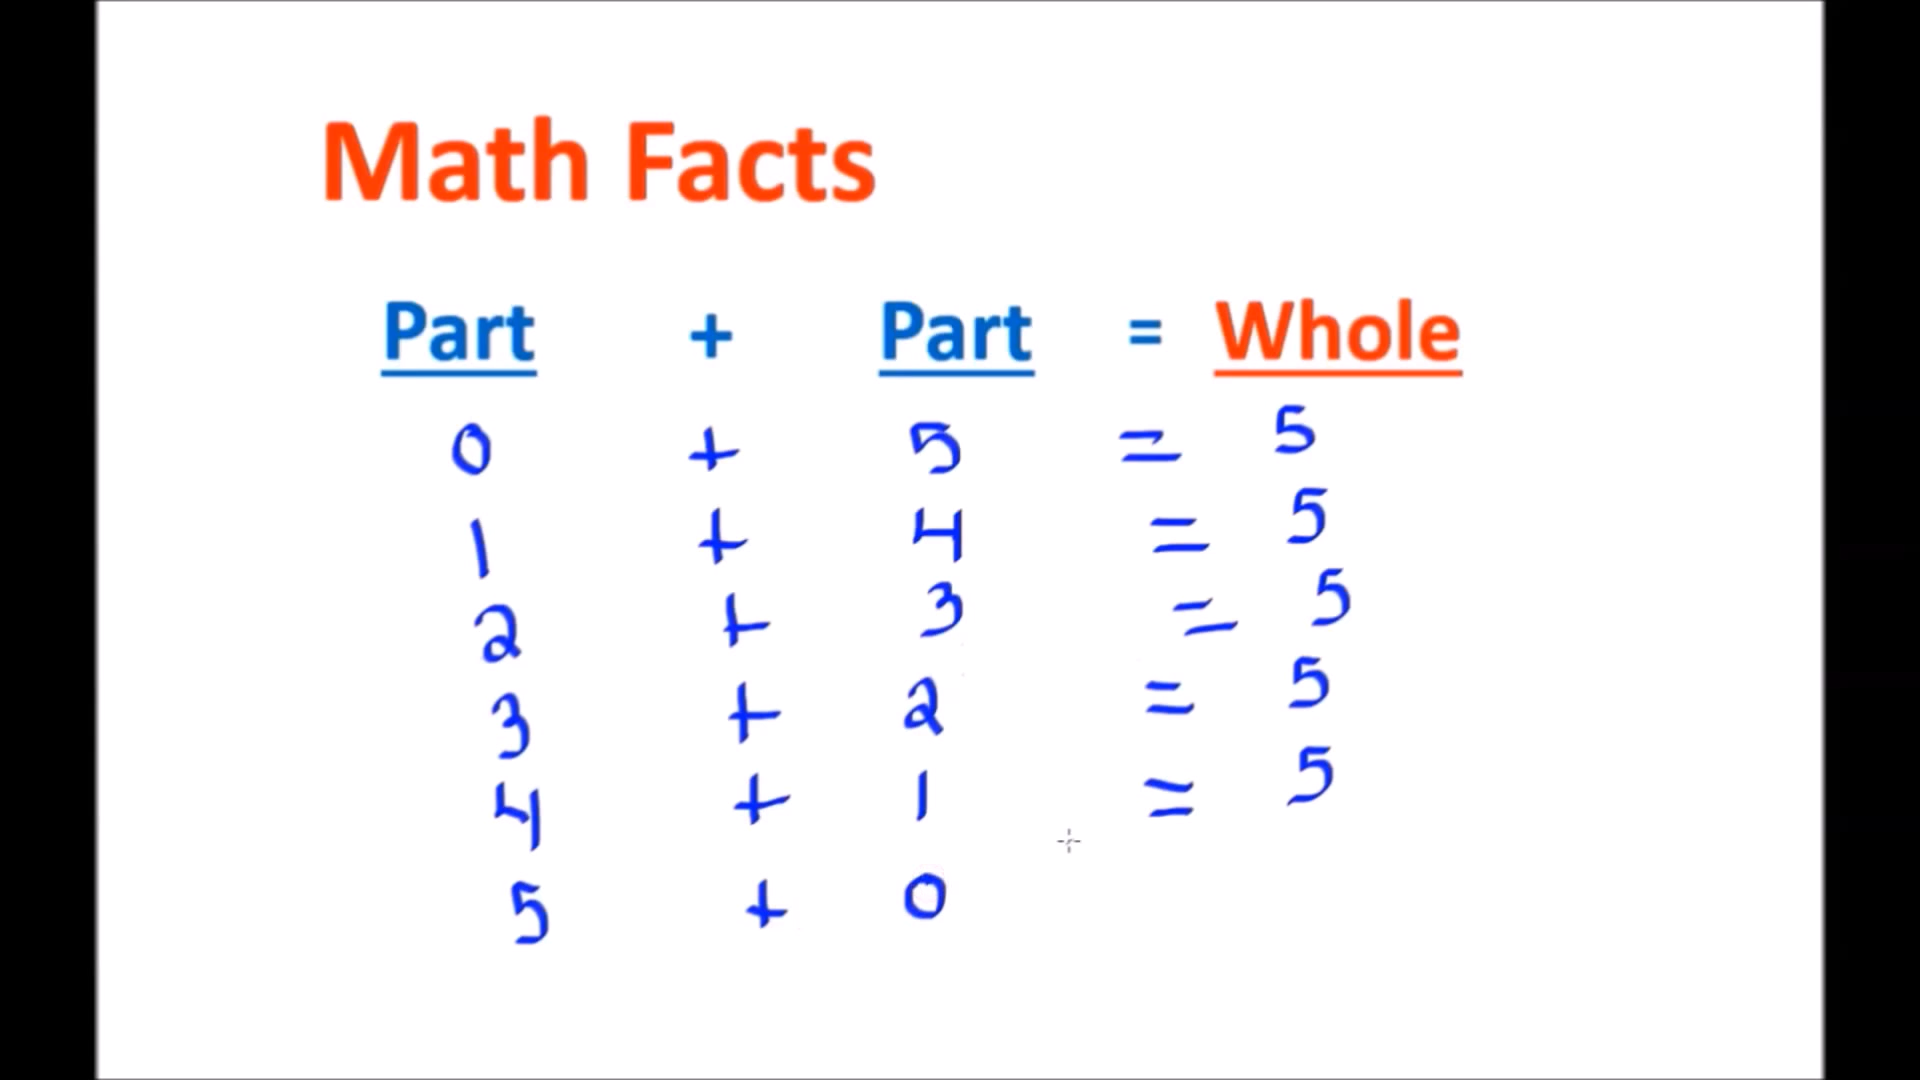 Math Facts
Part + Part = Whole
0 + 5 = 5
1 + 4 = 5
2 + 3 = 5
3 + 2 = 5
4 + 1 = 5
5 + 0